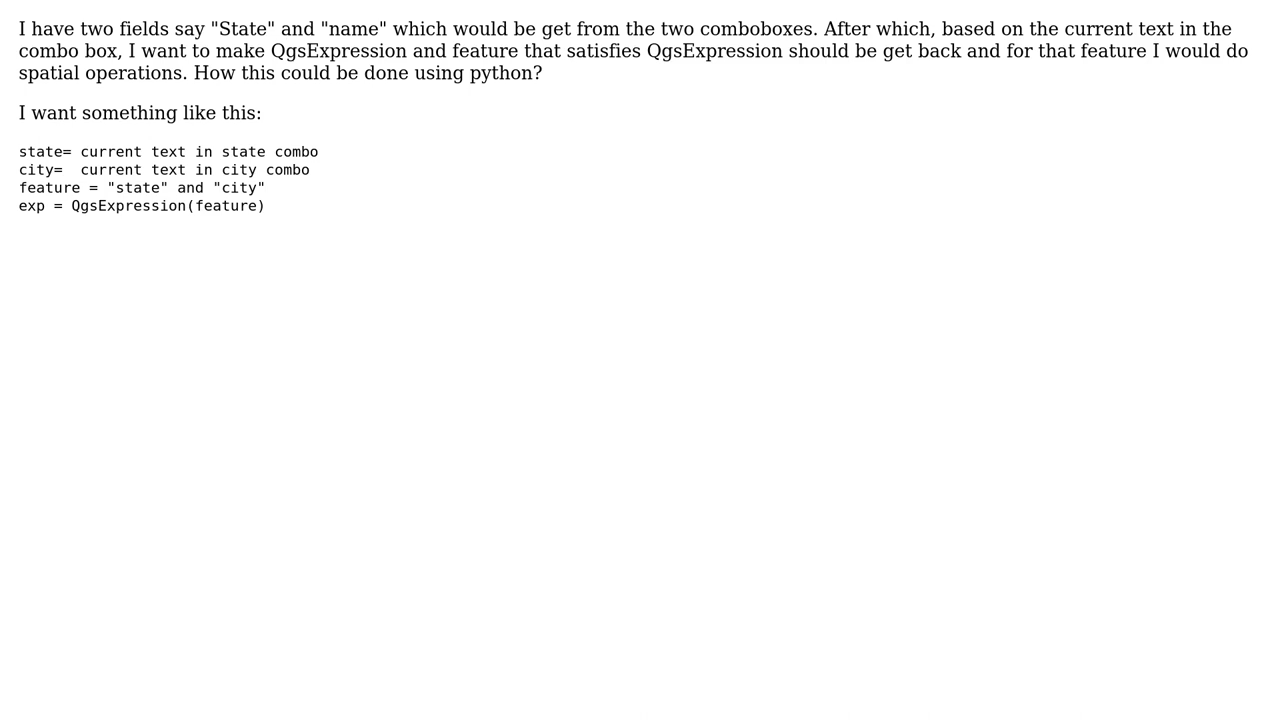 I have two fields say "State" and "name" which would be get from the two comboboxes. After which, based on the current text in the
combo box, I want to make QgsExpression and feature that satisfies QgsExpression should be get back and for that feature I would do
spatial operations. How this could be done using python?
I want something like this:
state= current text in state combo
city=  current text in city combo
feature = "state" and "city"
exp = QgsExpression(feature)